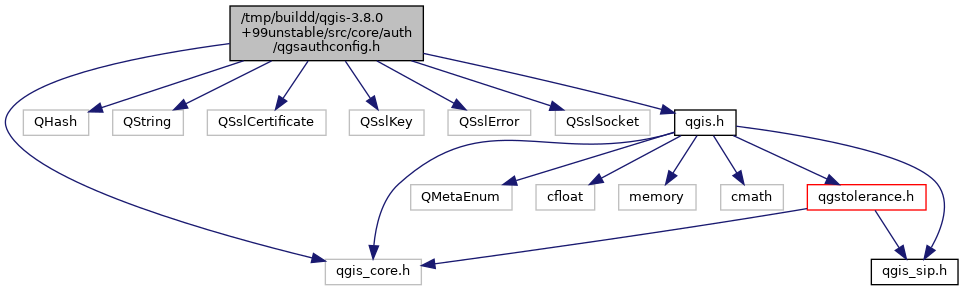 /tmp/buildd/qgis-3.8.0
+99unstable/src/core/auth
/qgsauthconfig.h
QHash
QString
QSslCertificate
QSslKey
QSslError
QSslSocket
qgis.h
QMetaEnum
cfloat
memory
cmath
qgstolerance.h
qgis_core.h
qgis_sip.h